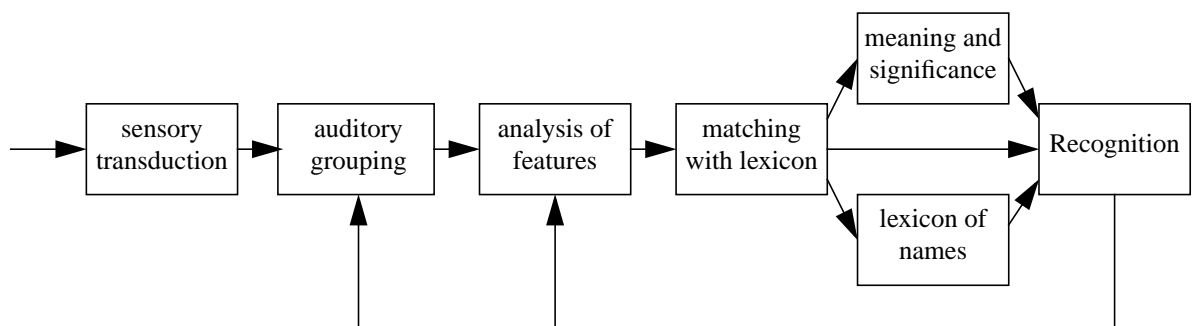 sensory
transduction
auditory
grouping
analysis of
features
matching
with lexicon
meaning and
significance
lexicon of
names
Recognition